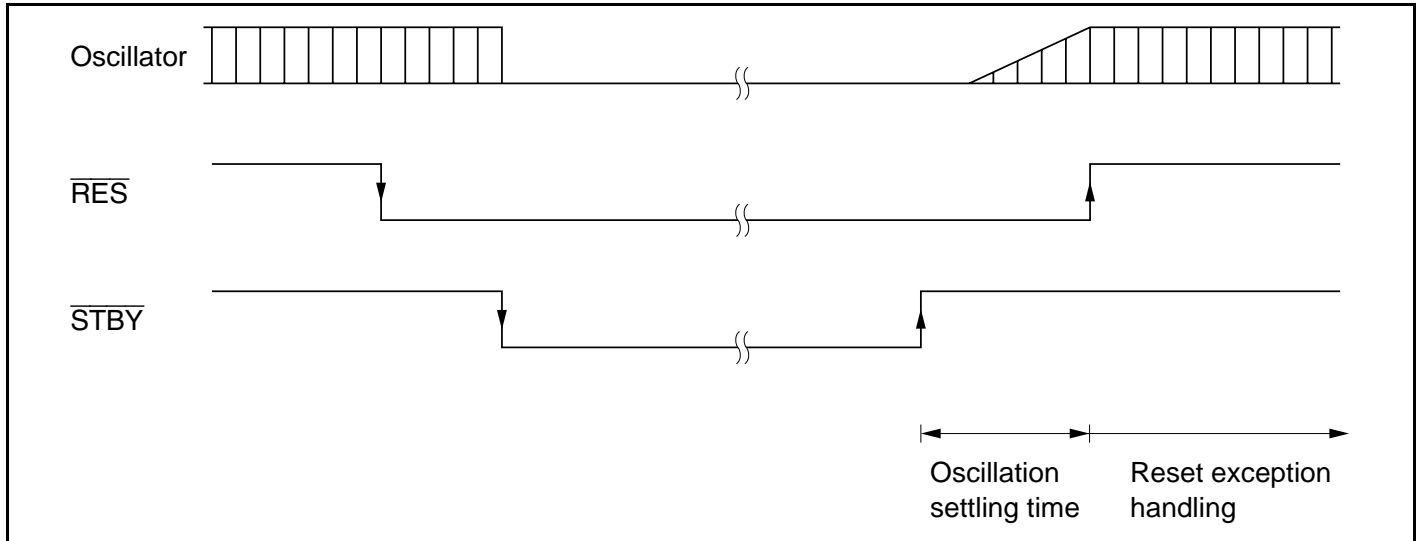 Oscillator
RES
STBY
Oscillation
settling time
Reset exception
handling